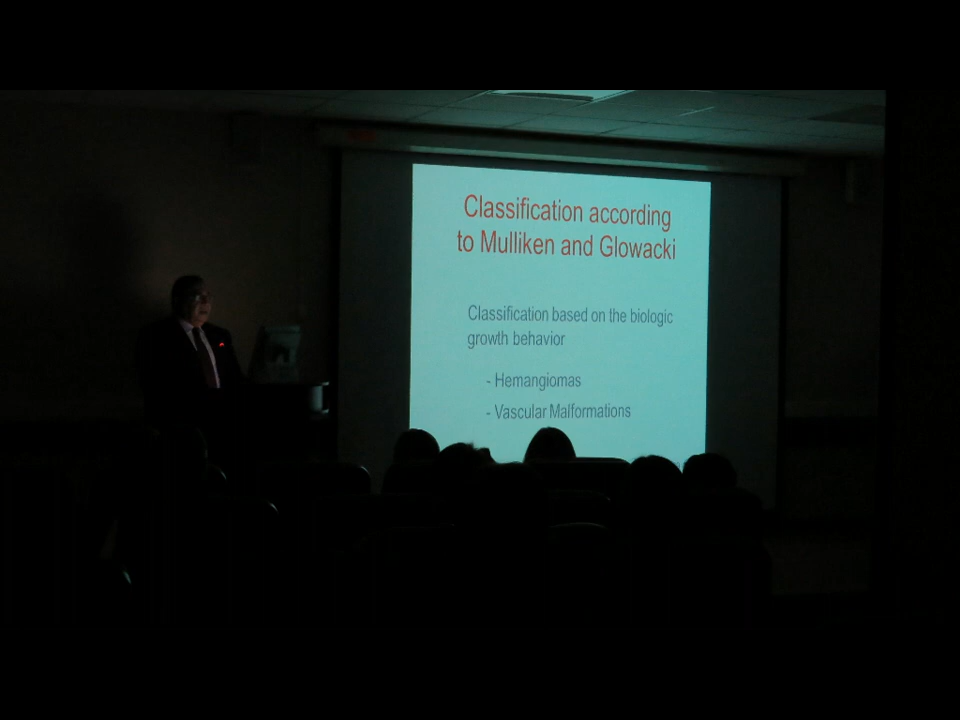 Classification according
to Mulliken and Glowacki
Classification based on the biologic
growth behavior
- Hemangiomas
- Vascular Malformations